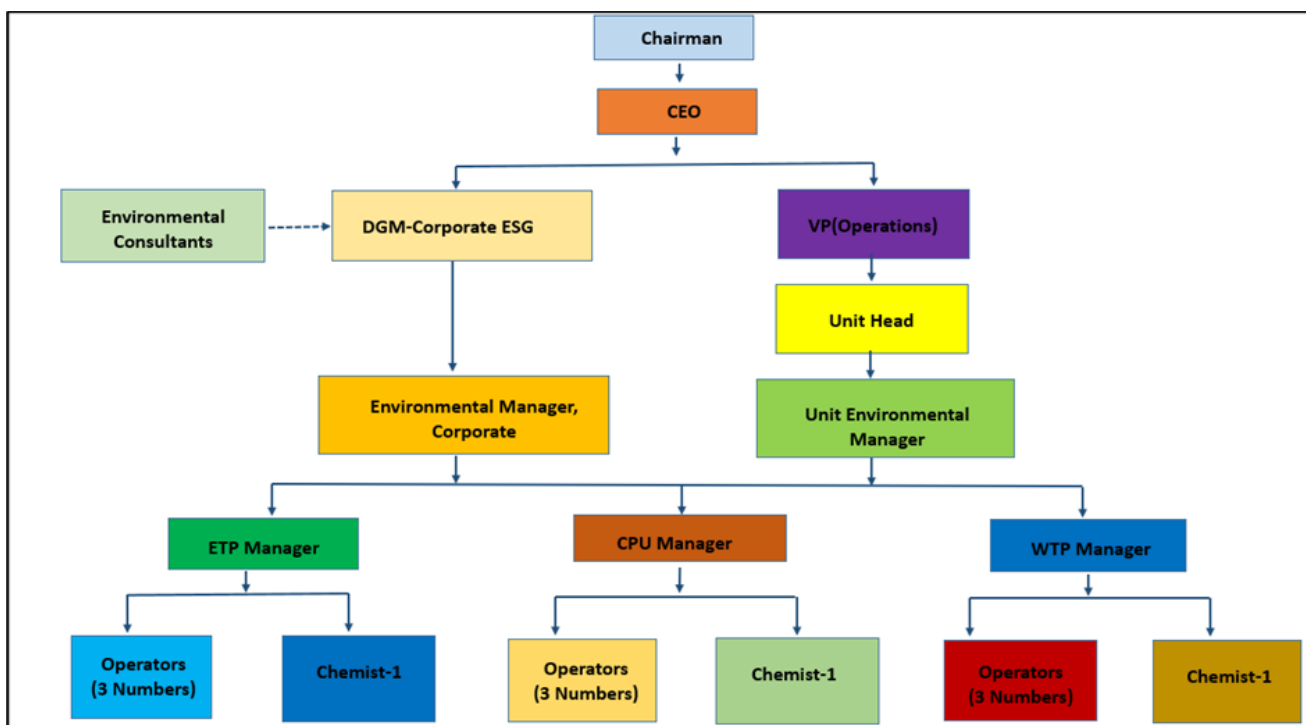 Chairman
CEO
Environmental
Consultants
DGM-Corporate ESG
VP(Operations)
Unit Head
Environmental Manager,
Corporate
Unit Environmental
Manager
ETP Manager
CPU Manager
WTP Manager
Operators
(3 Numbers)
Chemist-1
Operators
(3 Numbers)
Chemist-1
Operators
(3 Numbers)
Chemist-1